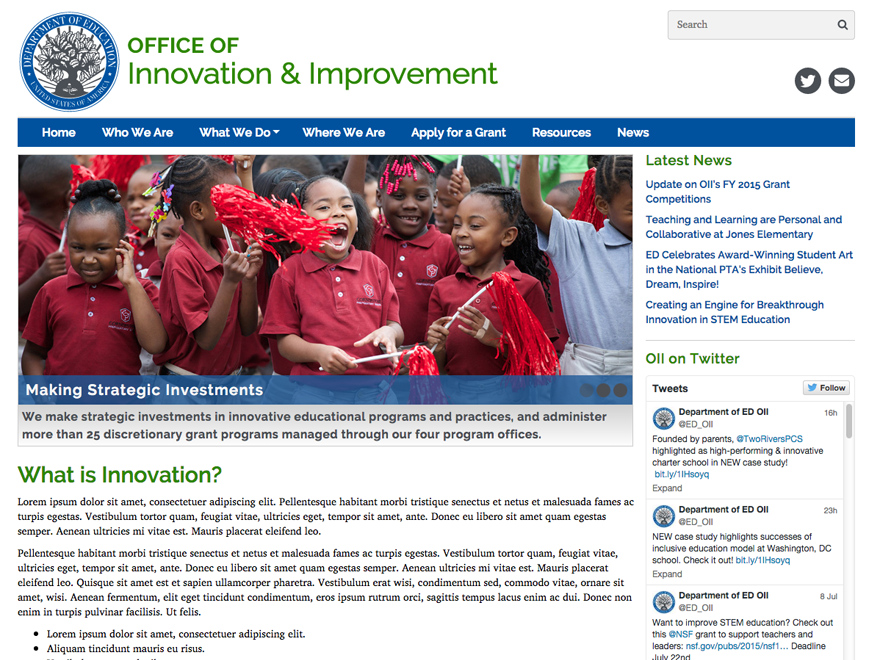 DEPARTMENT OF EDUCATION
UNITED STATES OF AMERICA
OFFICE OF
Innovation & Improvement
Search
Home Who We Are What We Do Where We Are Apply for a Grant Resources News
Making Strategic Investments
We make strategic investments in innovative educational programs and practices, and administer
more than 25 discretionary grant programs managed through our four program offices.
What is Innovation?
Lorem ipsum dolor sit amet, consectetuer adipiscing elit. Pellentesque habitant morbi tristique senectus et netus et malesuada fames ac
turpis egestas. Vestibulum tortor quam, feugiat vitae, ultricies eget, tempor sit amet, ante. Donec eu libero sit amet quam egestas
semper. Aenean ultricies mi vitae est. Mauris placerat eleifend leo.
Pellentesque habitant morbi tristique senectus et netus et malesuada fames ac turpis egestas. Vestibulum tortor quam, feugiat vitae,
ultricies eget, tempor sit amet, ante. Donec eu libero sit amet quam egestas semper. Aenean ultricies mi vitae est. Mauris placerat
eleifend leo. Quisque sit amet est et sapien ullamcorper pharetra. Vestibulum erat wisi, condimentum sed, commodo vitae, ornare sit
amet, wisi. Aenean fermentum, elit eget tincidunt condimentum, eros ipsum rutrum orci, sagittis tempus lacus enim ac dui. Donec non
enim in turpis pulvinar facilisis. Ut felis.
Lorem ipsum dolor sit amet, consectetuer adipiscing elit.
Aliquam tincidunt mauris eu risus.
Latest News
Update on OII's FY 2015 Grant
Competitions
Teaching and Learning are Personal and
Collaborative at Jones Elementary
ED Celebrates Award-Winning Student Art
in the National PTA's Exhibit Believe,
Dream, Inspire!
Creating an Engine for Breakthrough
Innovation in STEM Education
OII on Twitter
Tweets Follow
Department of ED OII 16h
@ED_OII
Founded by parents, @TwoRiversPCS
highlighted as high-performing & innovative
charter school in NEW case study!
bit.ly/1IHsoyq
Expand
Department of ED OII 23h
@ED_OII
NEW case study highlights successes of
inclusive education model at Washington, DC
school. Check it out! bit.ly/1IHsoyq
Expand
Department of ED OII 8 Jul
@ED_OII
Want to improve STEM education? Check out
this @NSF grant to support teachers and
leaders: nsf.gov/pubs/2015/nsf1… Deadline
July 22nd